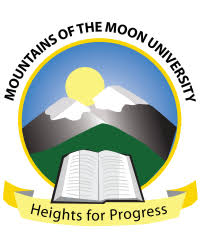 MOUNTAINS OF THE MOON UNIVERSITY
Heights for Progress